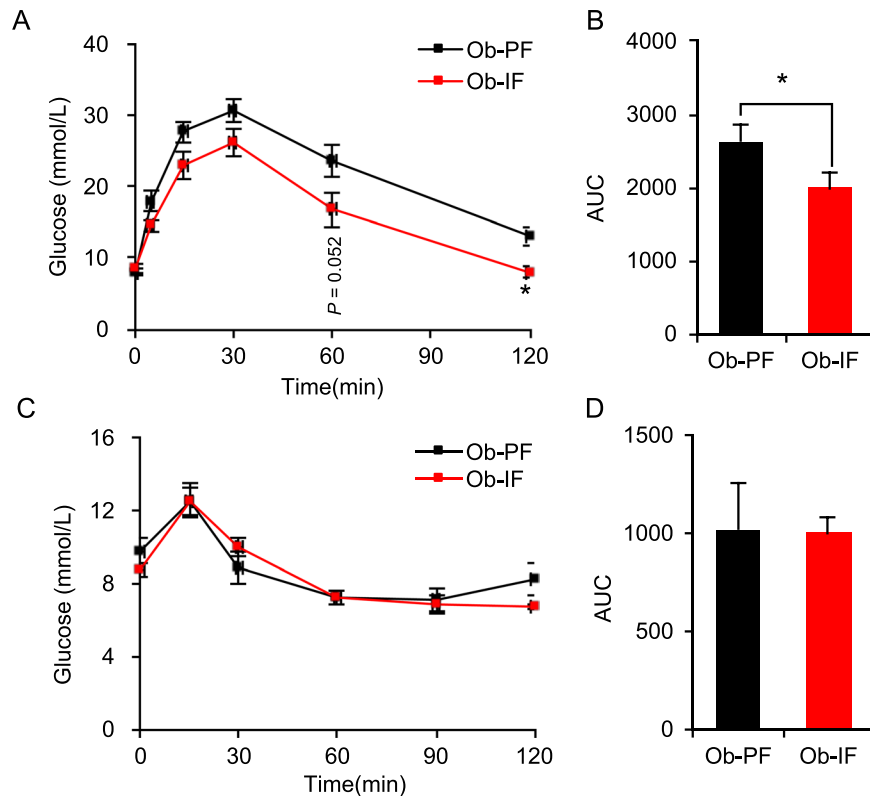 A
Glucose (mmol/L)
40
30
20
10
0
Ob-PF
Ob-IF
P = 0.052
*
0 30 60 90 120
Time(min)
B
AUC
4000
3000
2000
1000
0
*
Ob-PF Ob-IF
C
Glucose (mmol/L)
16
12
8
4
0
Ob-PF
Ob-IF
0 30 60 90 120
Time(min)
D
AUC
1500
1000
500
0
Ob-PF Ob-IF